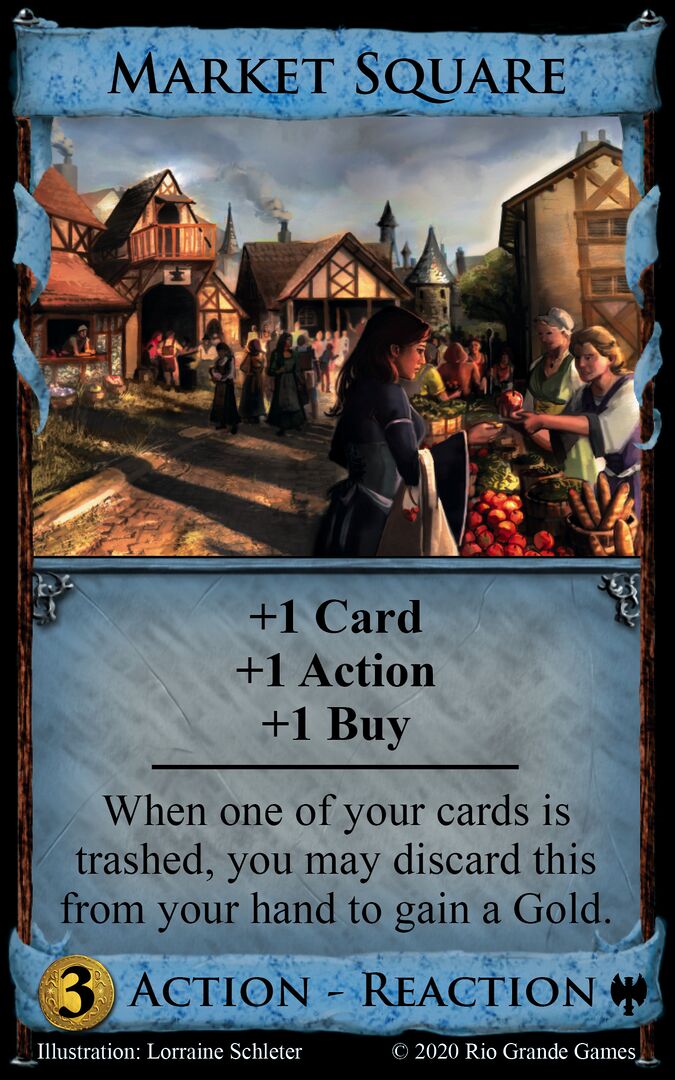 Market Square
+1 Card
+1 Action
+1 Buy
When one of your cards is
trashed, you may discard this
from your hand to gain a Gold.
3 Action - Reaction
Illustration: Lorraine Schleter © 2020 Rio Grande Games